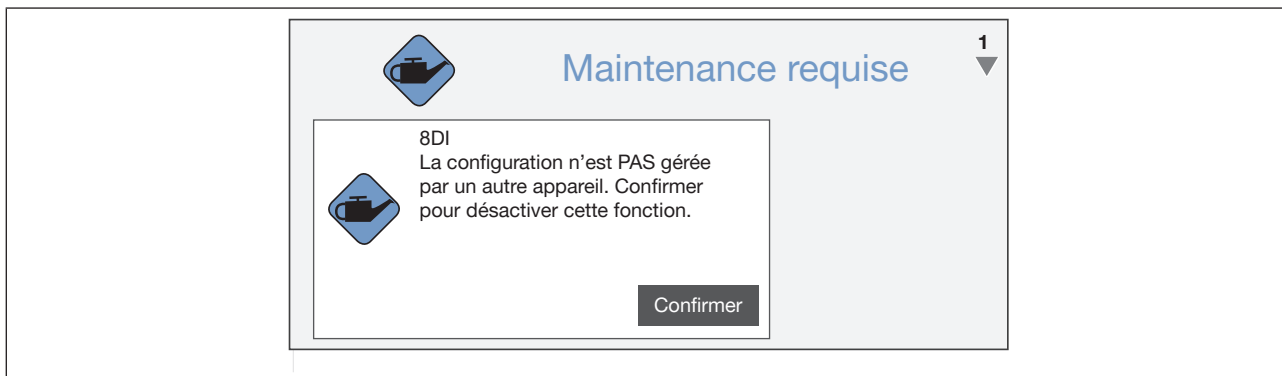 Maintenance requise
1
8DI
La configuration n’est PAS gérée
par un autre appareil. Confirmer
pour désactiver cette fonction.
Confirmer